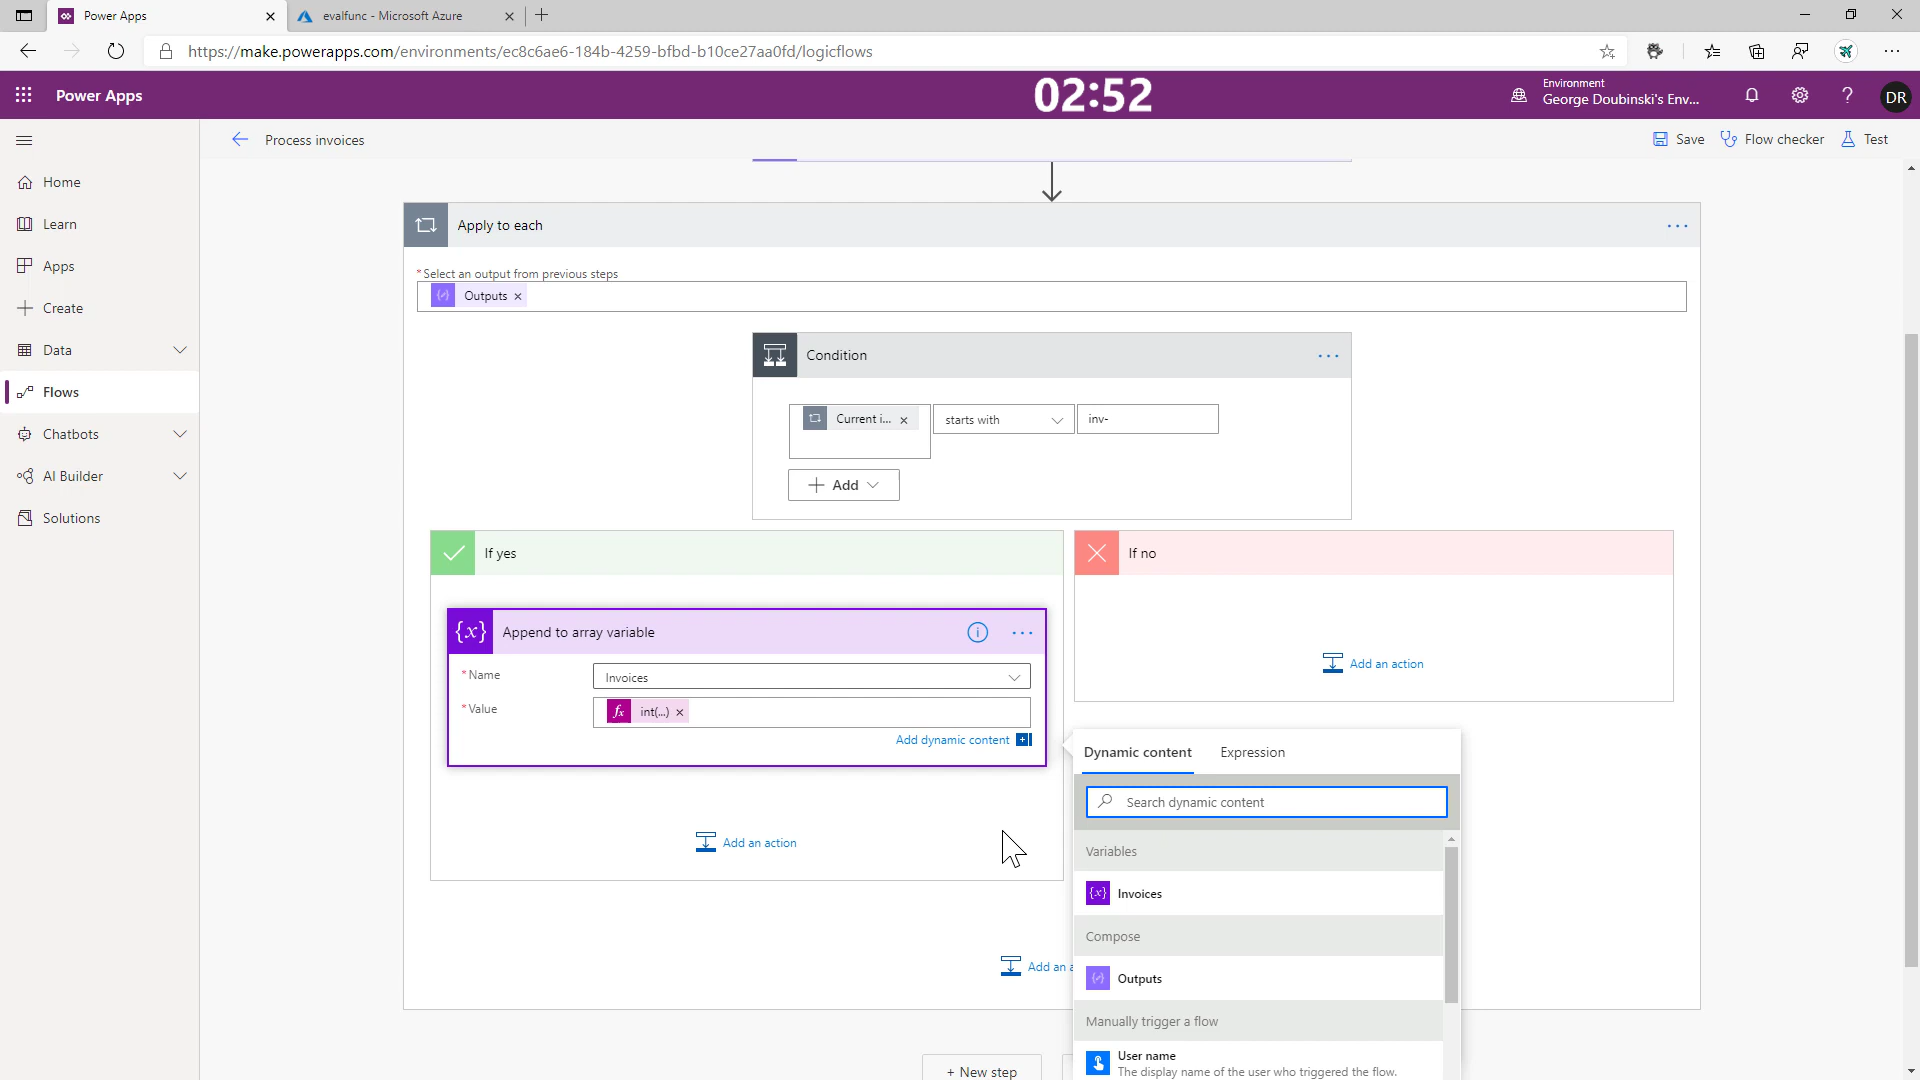 Power Apps
evalfunc - Microsoft Azure
https://make.powerapps.com/environments/ec8c6ae6-184b-4259-bfbd-b10ce27aa0fd/logicflows
Power Apps
02:52
Environment
George Doubinski's Env...
?
DR
Process invoices
Save
Flow checker
Test
Home
Learn
Apps
Create
Data
Flows
Chatbots
AI Builder
Solutions
Apply to each
* Select an output from previous steps
Outputs
Condition
Current i...
starts with
inv-
Add
If yes
If no
{x} Append to array variable
* Name
Invoices
* Value
fx int(...)
Add dynamic content
Add an action
Add an action
Add an a
Dynamic content
Expression
Search dynamic content
Variables
{x} Invoices
Compose
Outputs
Manually trigger a flow
User name
The display name of the user who triggered the flow.
+ New step